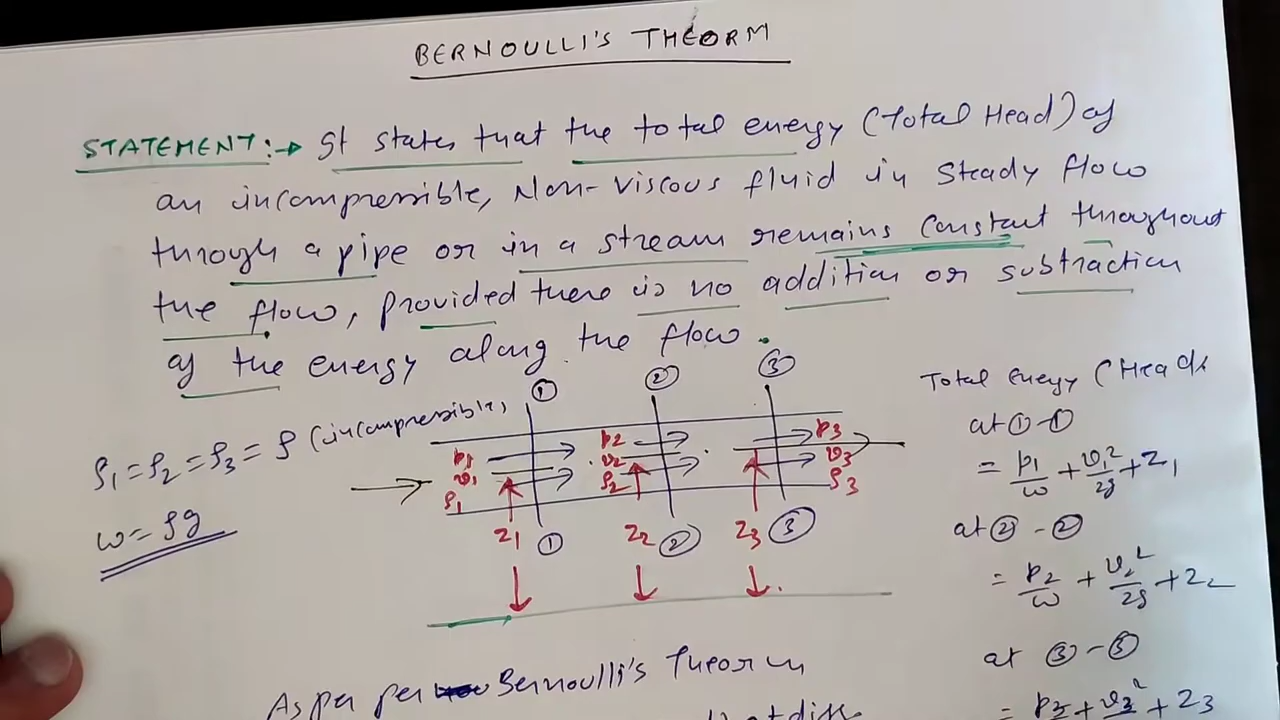 BERNOULLI'S THEORM
STATEMENT:→ It states that the total energy (Total Head) of
an incompressible, Non-viscous fluid in steady flow
through a pipe or in a stream remains constant throughout
the flow, provided there is no addition or subtraction
of the energy along the flow.
① ② ③
ρ1 = ρ2 = ρ3 = ρ (incompressible)
w = ρg
p1 v1 ρ1
p2 v2 ρ2
p3 v3 ρ3
Z1 ① Z2 ② Z3 ③
Total energy (Heads
at ①-①
= p1/w + v1²/2g + Z1
at ② - ②
= p2/w + v2²/2g + Z2
at ③-③
= p3 + v3² + Z3
As per per Bernoulli's Theorm